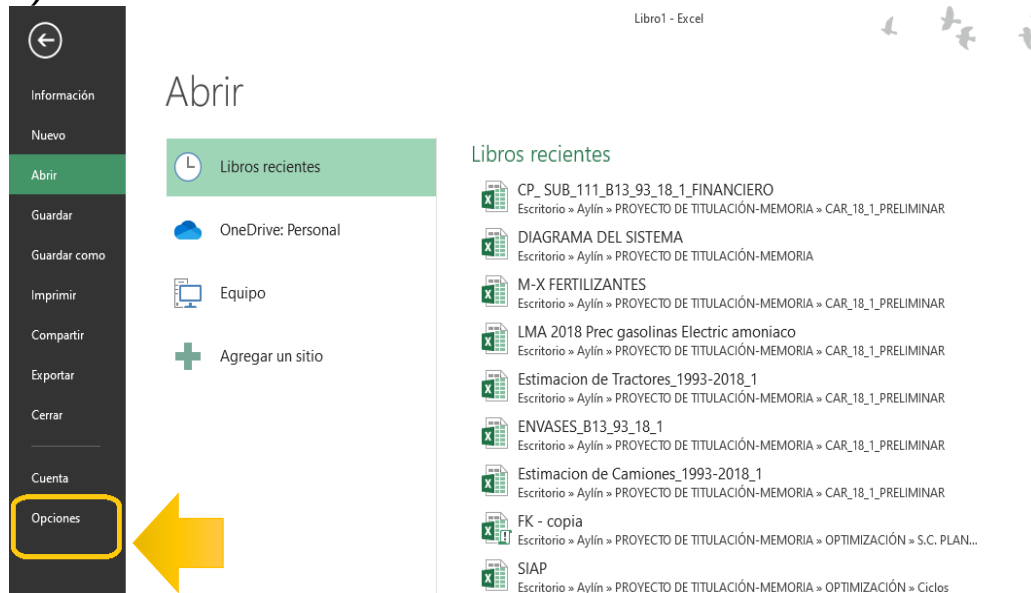 Libro1 - Excel
Información
Nuevo
Abrir
Guardar
Guardar como
Imprimir
Compartir
Exportar
Cerrar
Cuenta
Opciones
Abrir
Libros recientes
OneDrive: Personal
Equipo
Agregar un sitio
Libros recientes
CP_ SUB_111_B13_93_18_1_FINANCIERO
Escritorio » Aylín » PROYECTO DE TITULACIÓN-MEMORIA » CAR_18_1_PRELIMINAR
DIAGRAMA DEL SISTEMA
Escritorio » Aylín » PROYECTO DE TITULACIÓN-MEMORIA
M-X FERTILIZANTES
Escritorio » Aylín » PROYECTO DE TITULACIÓN-MEMORIA » CAR_18_1_PRELIMINAR
LMA 2018 Prec gasolinas Electric amoniaco
Escritorio » Aylín » PROYECTO DE TITULACIÓN-MEMORIA » CAR_18_1_PRELIMINAR
Estimacion de Tractores_1993-2018_1
Escritorio » Aylín » PROYECTO DE TITULACIÓN-MEMORIA » CAR_18_1_PRELIMINAR
ENVASES_B13_93_18_1
Escritorio » Aylín » PROYECTO DE TITULACIÓN-MEMORIA » CAR_18_1_PRELIMINAR
Estimacion de Camiones_1993-2018_1
Escritorio » Aylín » PROYECTO DE TITULACIÓN-MEMORIA » CAR_18_1_PRELIMINAR
FK - copia
Escritorio » Aylín » PROYECTO DE TITULACIÓN-MEMORIA » OPTIMIZACIÓN » S.C. PLAN...
SIAP
Escritorio » Aylín » PROYECTO DE TITULACIÓN-MEMORIA » OPTIMIZACIÓN » Ciclos